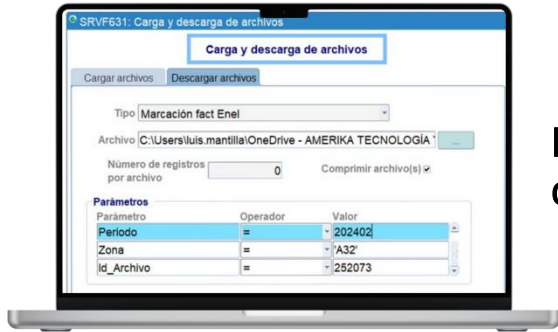 SRVF631: Carga y descarga de archivos
Carga y descarga de archivos
Cargar archivos Descargar archivos
Tipo Marcación fact Enel
Archivo C:\Users\luis.mantilla\OneDrive - AMERIKA TECNOLOGÍA ...
Número de registros por archivo 0 Comprimir archivo(s)
Parámetros
Parámetro Operador Valor
Periodo = 202402
Zona = 'A32'
Id_Archivo = 252073